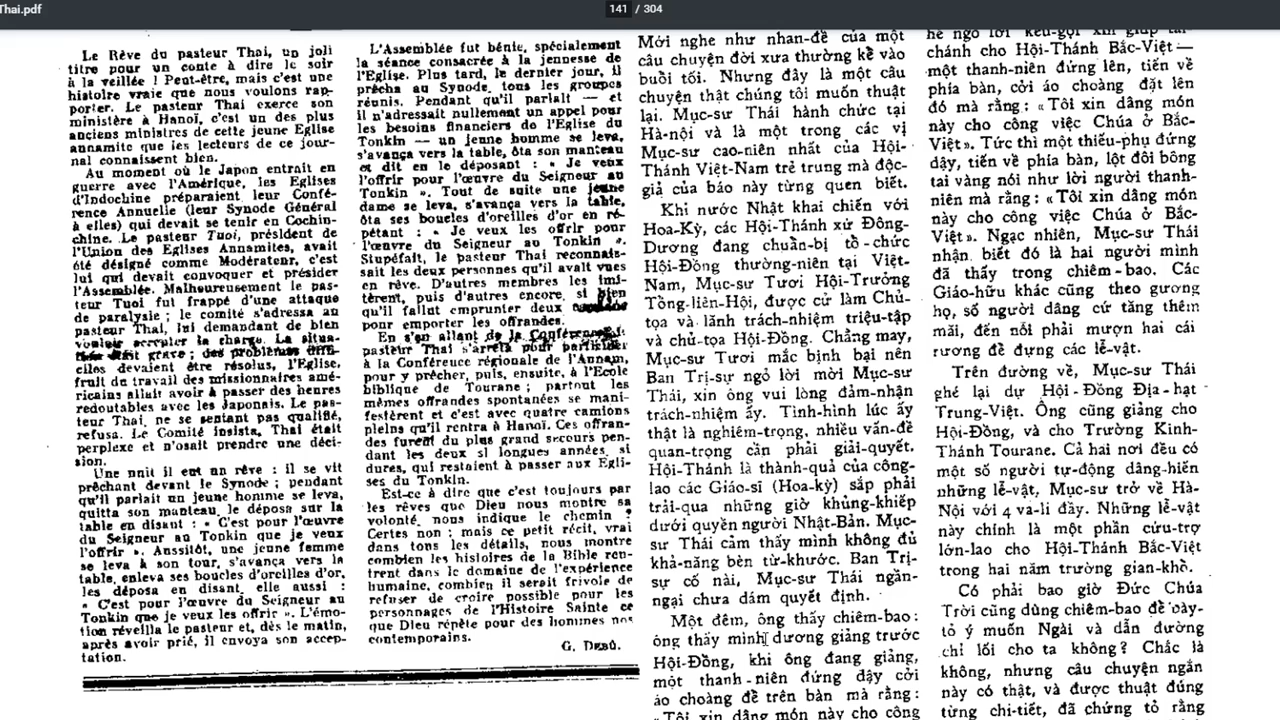 Thai.pdf
141 / 304
Le Rêve du pasteur Thai, un joli
titre pour un conte à dire le soir
à la veillée ! Peut-être, mais c'est une
histoire vraie que nous voulons rap-
porter. Le pasteur Thai exerce son
ministère à Hanoï, c'est un des plus
anciens ministres de cette jeune Eglise
annamite que les lecteurs de ce jour-
nal connaissent bien.
Au moment où le Japon entrait en
guerre avec l'Amérique, les Eglises
d'Indochine préparaient leur Confé-
rence Annuelle (leur Synode Général
à elles) qui devait se tenir en Cochin-
chine. Le pasteur Tuoi, président de
l'Union des Eglises Annamites, avait
été désigné comme Modérateur, c'est
lui qui devait convoquer et présider
l'Assemblée. Malheureusement le pas-
teur Tuoi fut frappé d'une attaque
de paralysie ; le comité s'adressa au
pasteur Thai, lui demandant de bien
vouloir accepter la charge. La situa-
tion était grave ; des problèmes diffi-
ciles devaient être résolus, l'Eglise,
fruit du travail des missionnaires amé-
ricains allait avoir à passer des heures
redoutables avec les Japonais. Le pas-
teur Thai, ne se sentant pas qualifié,
refusa. Le Comité insista, Thai était
perplexe et n'osait prendre une déci-
sion.
Une nuit il eut un rêve : il se vit
prêchant devant le Synode ; pendant
qu'il parlait un jeune homme se leva,
quitta son manteau, le déposa sur la
table en disant : « C'est pour l'œuvre
du Seigneur au Tonkin que je veux
l'offrir ». Aussitôt, une jeune femme
se leva à son tour, s'avança vers la
table, enleva ses boucles d'oreilles d'or,
les déposa en disant, elle aussi :
« C'est pour l'œuvre du Seigneur au
Tonkin que je veux les offrir ». L'émo-
tion réveilla le pasteur et, dès le matin,
après avoir prié, il envoya son accep-
tation.
L'Assemblée fut bénie, spécialement
la séance consacrée à la jeunesse de
l'Eglise. Plus tard, le dernier jour, il
prêcha au Synode, tous les groupes
réunis. Pendant qu'il parlait — et
il n'adressait nullement un appel pour
les besoins financiers de l'Eglise du
Tonkin — un jeune homme se leva,
s'avança vers la table, ôta son manteau
et dit en le déposant : « Je veux
l'offrir pour l'œuvre du Seigneur au
Tonkin ». Tout de suite une jeune
dame se leva, s'avança vers la table,
ôta ses boucles d'oreilles d'or en ré-
pétant : « Je veux les offrir pour
l'œuvre du Seigneur au Tonkin ».
Stupéfait, le pasteur Thai reconnais-
sait les deux personnes qu'il avait vues
en rêve. D'autres membres les imi-
tèrent, puis d'autres encore, si bien
qu'il fallut emprunter deux
pour emporter les offrandes.
En s'en allant de la Conférence, le
pasteur Thai s'arrêta pour participer
à la Conférence régionale de l'Annam,
pour y prêcher, puis, ensuite, à l'Ecole
biblique de Tourane ; partout les
mêmes offrandes spontanées se mani-
festèrent et c'est avec quatre camions
pleins qu'il rentra à Hanoï. Ces offran-
des furent du plus grand secours pen-
dant les deux si longues années, si
dures, qui restaient à passer aux Egli-
ses du Tonkin.
Est-ce à dire que c'est toujours par
les rêves que Dieu nous montre sa
volonté, nous indique le chemin ?
Certes non ; mais ce petit récit, vrai
dans tous les détails, nous montre
combien les histoires de la Bible ren-
trent dans le domaine de l'expérience
humaine, combien il serait frivole de
refuser de croire possible pour les
personnages de l'Histoire Sainte ce
que Dieu répète pour des hommes nos
contemporains.
G. DEBÛ.
Mới nghe như nhan-đề của một
câu chuyện đời xưa thường kề vào
buổi tối. Nhưng đây là một câu
chuyện thật chúng tôi muốn thuật
lại. Mục-sư Thái hành chức tại
Hà-nội và là một trong các vị
Mục-sư cao-niên nhất của Hội-
Thánh Việt-Nam trẻ trung mà độc-
giả của báo này từng quen biết.
Khi nước Nhật khai chiến với
Hoa-Kỳ, các Hội-Thánh xứ Đông-
Dương đang chuẩn-bị tổ-chức
Hội-Đồng thường-niên tại Việt-
Nam, Mục-sư Tươi Hội-Trưởng
Tổng-liên-Hội, được cử làm Chủ-
tọa và lãnh trách-nhiệm triệu-tập
và chủ-tọa Hội-Đồng. Chẳng may,
Mục-sư Tươi mắc bịnh bại nên
Ban Trị-sự ngỏ lời mời Mục-sư
Thái, xin ông vui lòng đảm-nhận
trách-nhiệm ấy. Tình-hình lúc ấy
thật là nghiêm-trọng, nhiều vấn-đề
quan-trọng cần phải giải-quyết.
Hội-Thánh là thành-quả của công-
lao các Giáo-sĩ (Hoa-kỳ) sắp phải
trải-qua những giờ khủng-khiếp
dưới quyền người Nhật-Bản. Mục-
sư Thái cảm thấy mình không đủ
khả-năng bèn từ-khước. Ban Trị-
sự cố nài, Mục-sư Thái ngần-
ngại chưa dám quyết định.
Một đêm, ông thấy chiêm-bao :
ông thấy mình dương giảng trước
Hội-Đồng, khi ông đang giảng,
một thanh-niên đứng dậy cởi
áo choàng để trên bàn mà rằng :
«Tôi xin dâng món này cho công
hề ngỏ lời kêu-gọi xin giúp tài-
chánh cho Hội-Thánh Bắc-Việt —
một thanh-niên đứng lên, tiến về
phía bàn, cởi áo choàng đặt lên
đó mà rằng : «Tôi xin dâng món
này cho công việc Chúa ở Bắc-
Việt». Tức thì một thiếu-phụ đứng
dậy, tiến về phía bàn, lột đôi bông
tai vàng nói như lời người thanh-
niên mà rằng : «Tôi xin dâng món
này cho công việc Chúa ở Bắc-
Việt». Ngạc nhiên, Mục-sư Thái
nhận biết đó là hai người mình
đã thấy trong chiêm-bao. Các
Giáo-hữu khác cũng theo gương
họ, số người dâng cứ tăng thêm
mãi, đến nỗi phải mượn hai cái
rương để đựng các lễ-vật.
Trên đường về, Mục-sư Thái
ghé lại dự Hội-Đồng Địa-hạt
Trung-Việt. Ông cũng giảng cho
Hội-Đồng, và cho Trường Kinh-
Thánh Tourane. Cả hai nơi đều có
một số người tự-động dâng-hiến
những lễ-vật, Mục-sư trở về Hà-
Nội với 4 va-li đầy. Những lễ-vật
này chính là một phần cứu-trợ
lớn-lao cho Hội-Thánh Bắc-Việt
trong hai năm trường gian-khổ.
Có phải bao giờ Đức Chúa
Trời cũng dùng chiêm-bao để bày-
tỏ ý muốn Ngài và dẫn đường
chỉ lối cho ta không ? Chắc là
không, nhưng câu chuyện ngắn
này có thật, và được thuật đúng
từng chi-tiết, đã chứng tỏ rằng